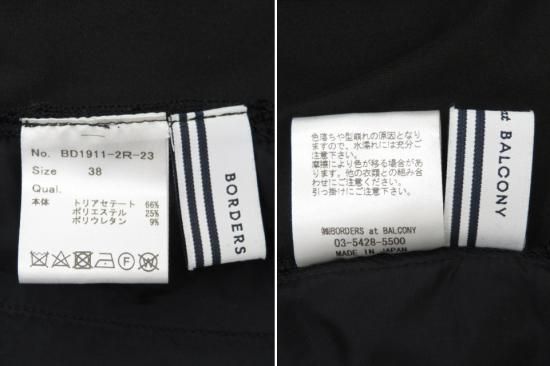 No. BD1911-2R-23
Size 38
Qual.
本体 トリアセテート 66%
ポリエステル 25%
ポリウレタン 9%
BORDERS
色落ちや型崩れの原因となり
ますので、水濡れには充分ご
注意下さい。
摩擦により色が移る場合があ
ります。他の衣類との組み合
わせにご注意下さい。
引っ掛けにご注意下さい。
㈱BORDERS at BALCONY
03-5428-5500
MADE IN JAPAN
at BALCONY